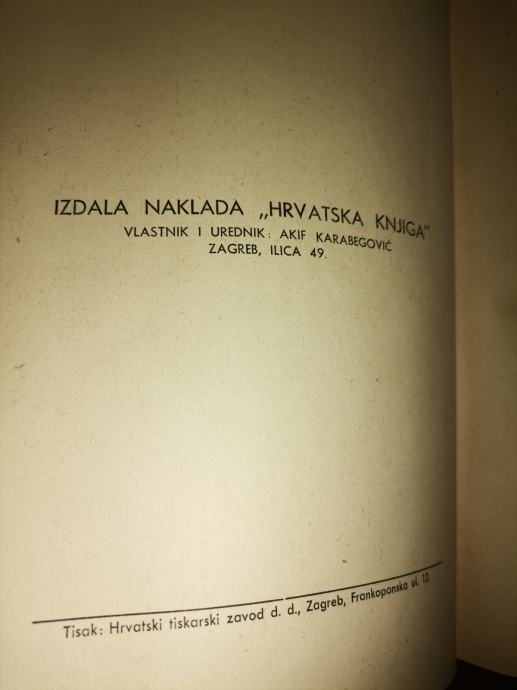 IZDALA NAKLADA „HRVATSKA KNJIGA"
VLASTNIK I UREDNIK: AKIF KARABEGOVIĆ
ZAGREB, ILICA 49.
Tisak: Hrvatski tiskarski zavod d. d., Zagreb, Frankopanska ul. 12.